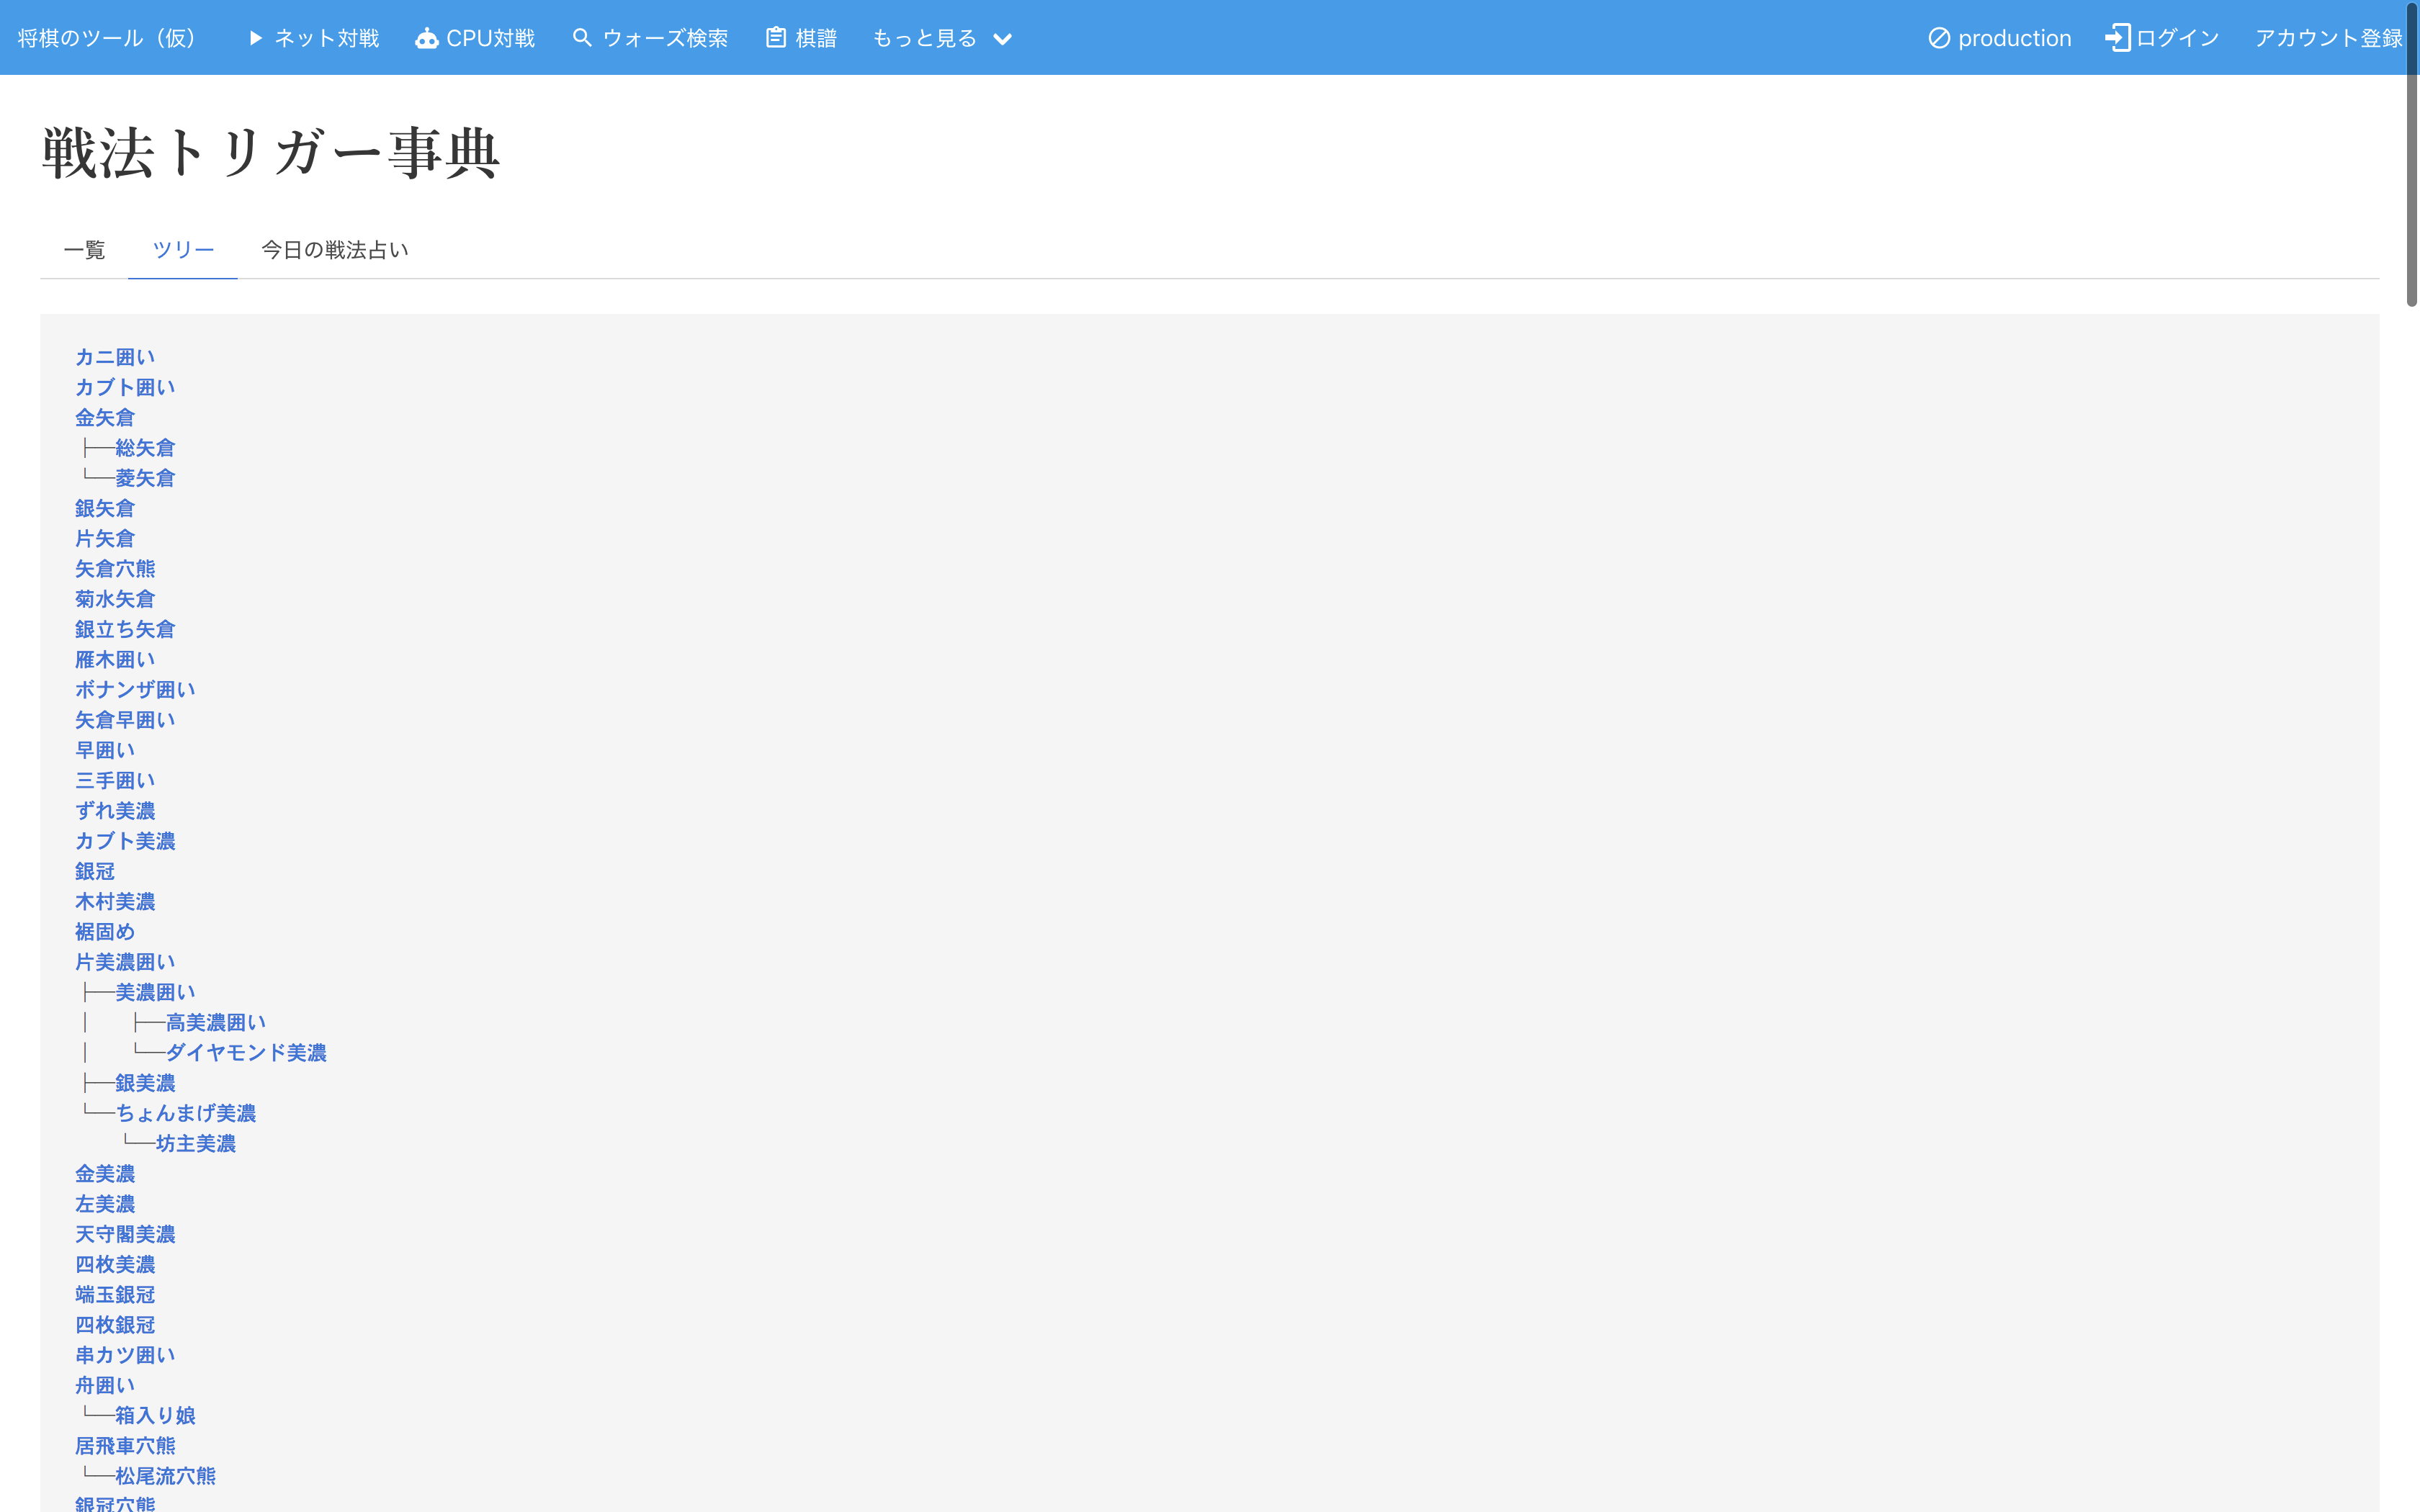 将棋のツール（仮） ネット対戦 CPU対戦 ウォーズ検索 棋譜 もっと見る production ログイン アカウント登録
戦法トリガー事典
一覧 ツリー 今日の戦法占い
カニ囲い
カブト囲い
金矢倉
├─総矢倉
└─菱矢倉
銀矢倉
片矢倉
矢倉穴熊
菊水矢倉
銀立ち矢倉
雁木囲い
ボナンザ囲い
矢倉早囲い
早囲い
三手囲い
ずれ美濃
カブト美濃
銀冠
木村美濃
裾固め
片美濃囲い
├─美濃囲い
│ ├─高美濃囲い
│ └─ダイヤモンド美濃
├─銀美濃
└─ちょんまげ美濃
└─坊主美濃
金美濃
左美濃
天守閣美濃
四枚美濃
端玉銀冠
四枚銀冠
串カツ囲い
舟囲い
└─箱入り娘
居飛車穴熊
└─松尾流穴熊
銀冠穴熊